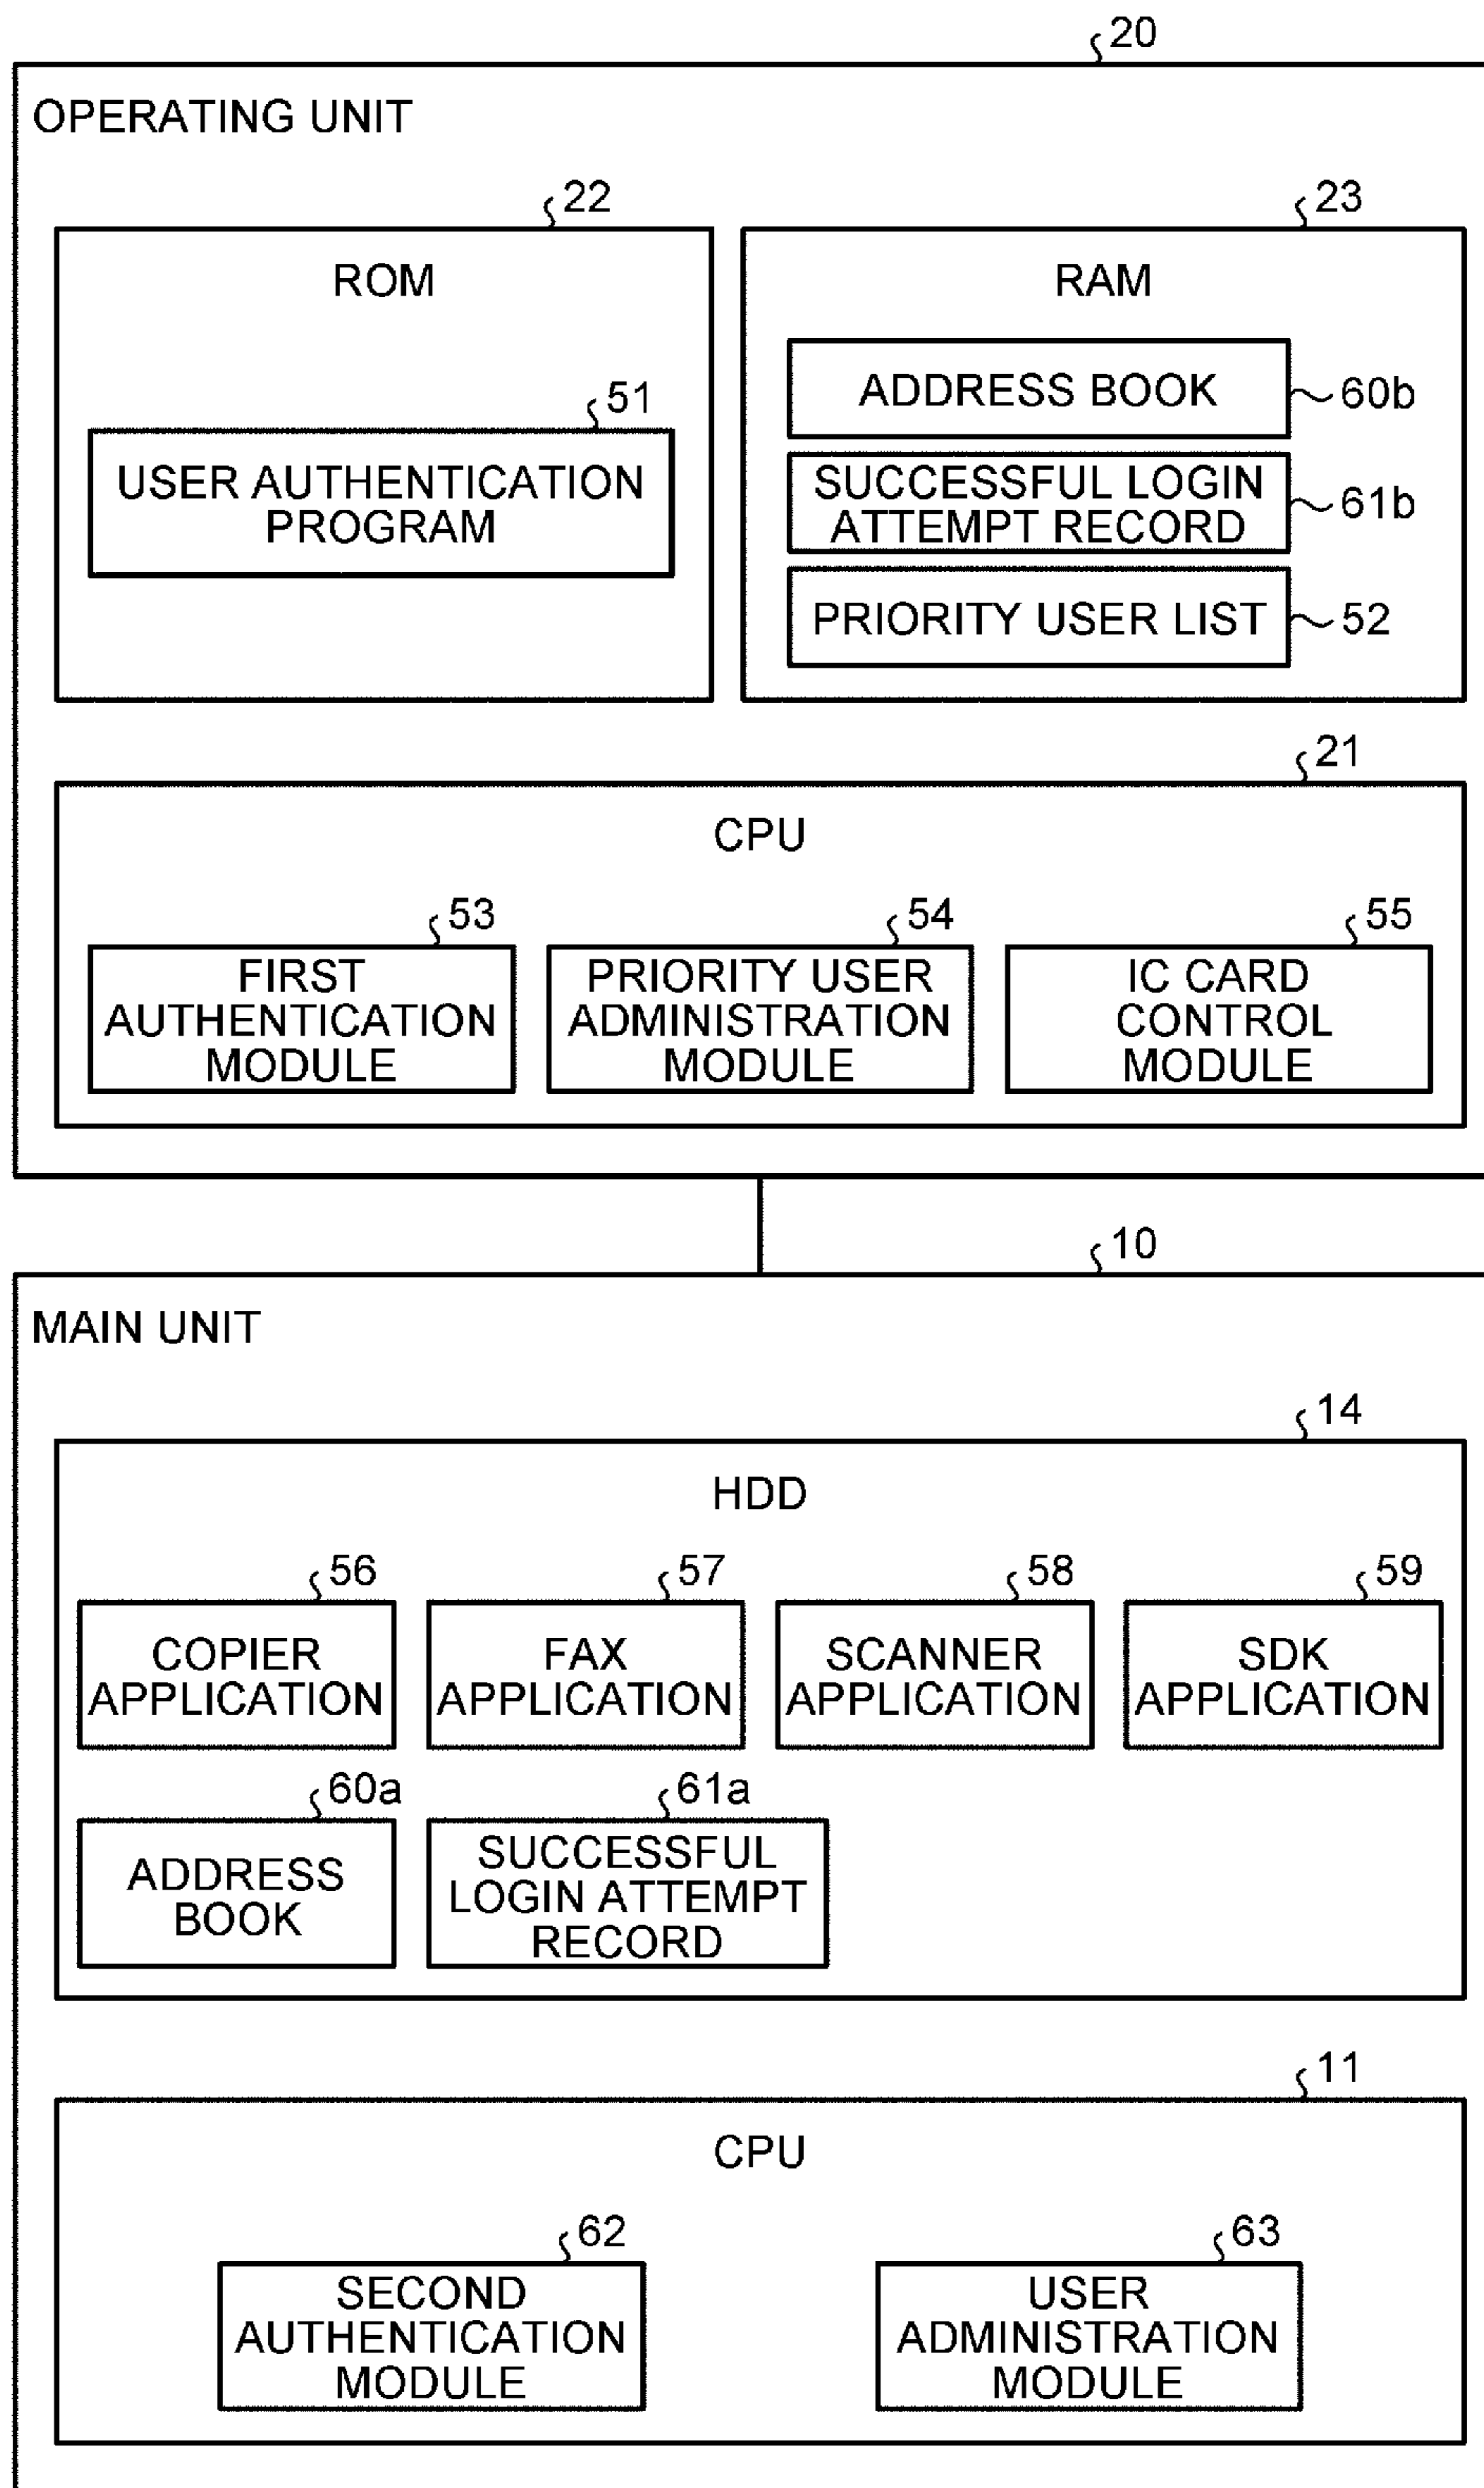 20
OPERATING UNIT
22
ROM
51
USER AUTHENTICATION
PROGRAM
23
RAM
ADDRESS BOOK
60b
SUCCESSFUL LOGIN
ATTEMPT RECORD
61b
PRIORITY USER LIST
52
21
CPU
53
FIRST
AUTHENTICATION
MODULE
54
PRIORITY USER
ADMINISTRATION
MODULE
55
IC CARD
CONTROL
MODULE
10
MAIN UNIT
14
HDD
56
COPIER
APPLICATION
57
FAX
APPLICATION
58
SCANNER
APPLICATION
59
SDK
APPLICATION
60a
ADDRESS
BOOK
61a
SUCCESSFUL
LOGIN ATTEMPT
RECORD
11
CPU
62
SECOND
AUTHENTICATION
MODULE
63
USER
ADMINISTRATION
MODULE